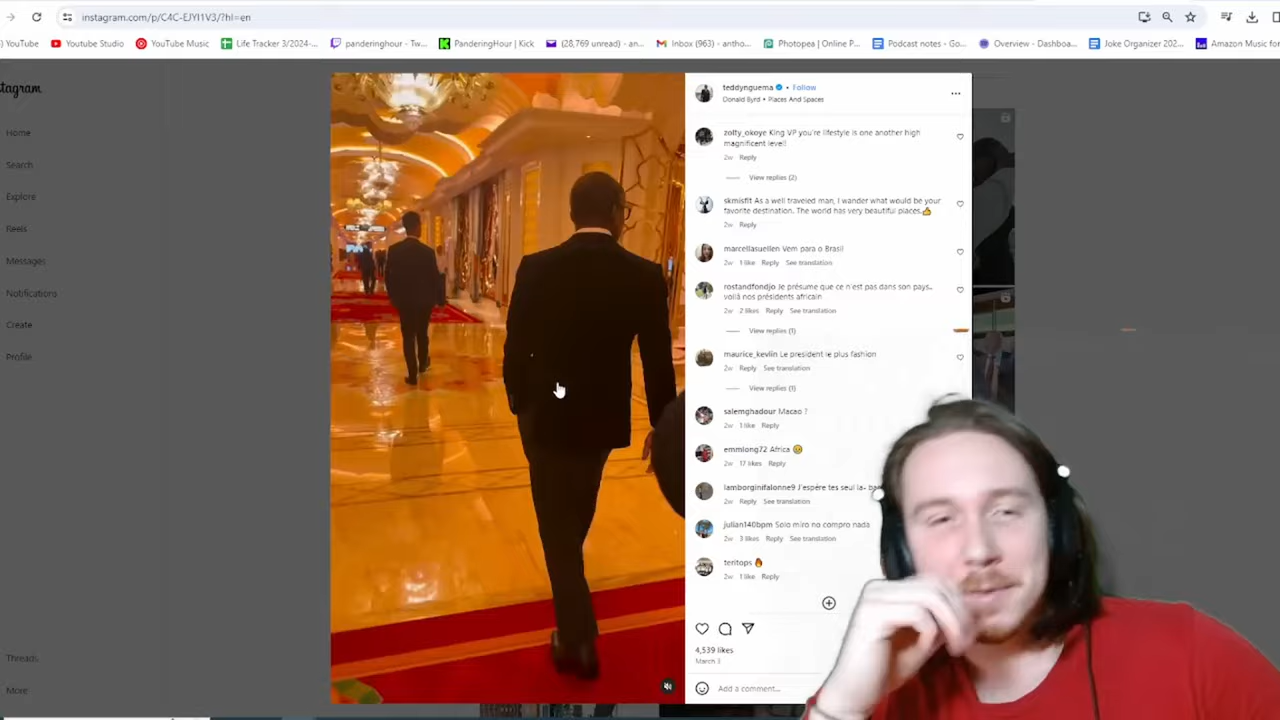 instagram.com/p/C4C-EJYI1V3/?hl=en
) YouTube
YouTube Studio
YouTube Music
Life Tracker 3/2024-...
panderinghour - Tw...
PanderingHour | Kick
(28,769 unread) - an...
Inbox (963) - antho...
Photopea | Online P...
Podcast notes - Go...
Overview - Dashboa...
Joke Organizer 202...
Amazon Music for
stagram
Home
Search
Explore
Reels
Messages
Notifications
Create
Profile
Threads
More
teddynguema • Follow
Donald Byrd • Places And Spaces
zolty_okoye King VP you're lifestyle is one another high
magnificent level!
2w Reply
View replies (2)
skmisfit As a well traveled man, I wander what would be your
favorite destination. The world has very beautiful places.👍
2w Reply
marcellasuellen Vem para o Brasil
2w 1 like Reply See translation
rostandfondjo Je présume que ce n'est pas dans son pays..
voilà nos présidents africain
2w 2 likes Reply See translation
View replies (1)
maurice_kevlin Le president le plus fashion
2w Reply See translation
View replies (1)
salemghadour Macao ?
2w 1 like Reply
emmlong72 Africa
2w 17 likes Reply
lamborginifalonne9 J'espère tes seul la-
2w Reply See translation
julian140bpm Solo miro no compro nada
2w 3 likes Reply See translation
teritops 🔥
2w 1 like Reply
4,539 likes
March 3
Add a comment...